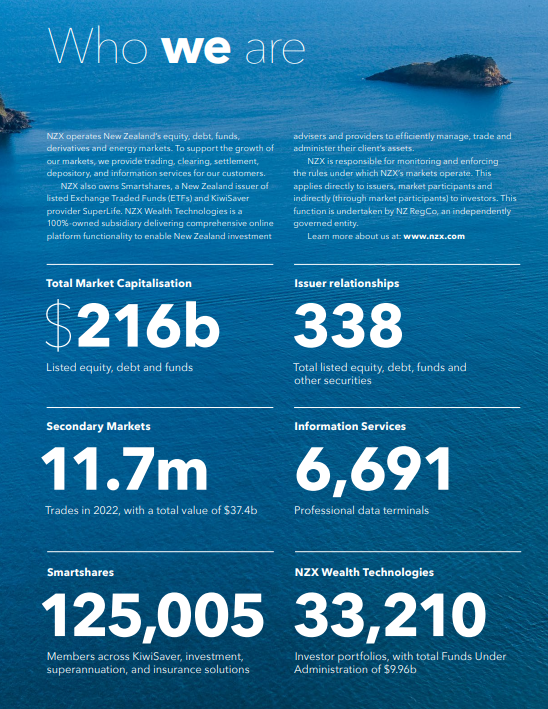 Who we are
NZX operates New Zealand's equity, debt, funds,
derivatives and energy markets. To support the growth of
our markets, we provide trading, clearing, settlement,
depository, and information services for our customers.
NZX also owns Smartshares, a New Zealand issuer of
listed Exchange Traded Funds (ETFs) and KiwiSaver
provider SuperLife. NZX Wealth Technologies is a
100%-owned subsidiary delivering comprehensive online
platform functionality to enable New Zealand investment
advisers and providers to efficiently manage, trade and
administer their client's assets.
NZX is responsible for monitoring and enforcing
the rules under which NZX's markets operate. This
applies directly to issuers, market participants and
indirectly (through market participants) to investors. This
function is undertaken by NZ RegCo, an independently
governed entity.
Learn more about us at: www.nzx.com
Total Market Capitalisation
$216b
Listed equity, debt and funds
Issuer relationships
338
Total listed equity, debt, funds and
other securities
Secondary Markets
11.7m
Trades in 2022, with a total value of $37.4b
Information Services
6,691
Professional data terminals
Smartshares
125,005
Members across KiwiSaver, investment,
superannuation, and insurance solutions
NZX Wealth Technologies
33,210
Investor portfolios, with total Funds Under
Administration of $9.96b